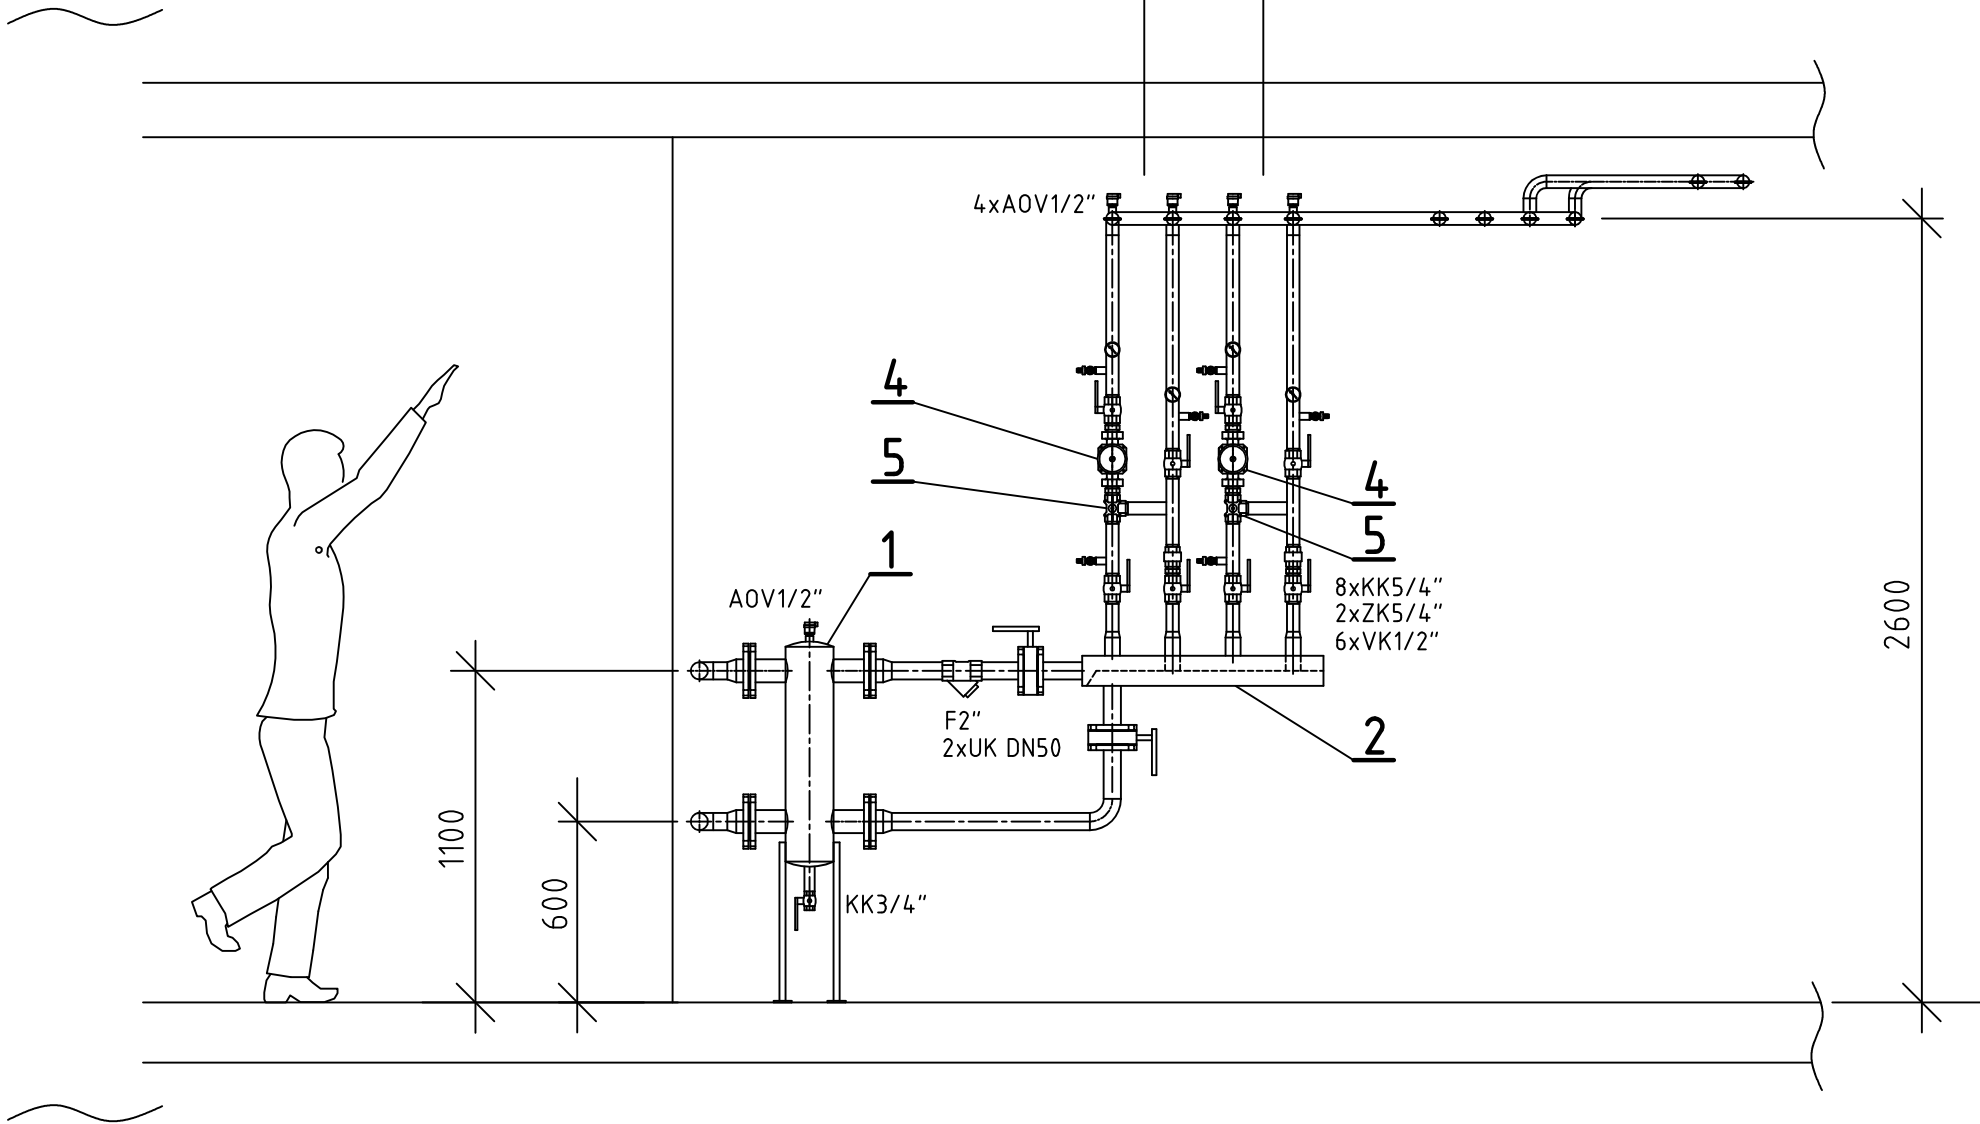 4xAOV1/2"
4
5
4
5
1
AOV1/2"
8xKK5/4"
2xZK5/4"
6xVK1/2"
2600
F2"
2xUK DN50
2
1100
600
KK3/4"